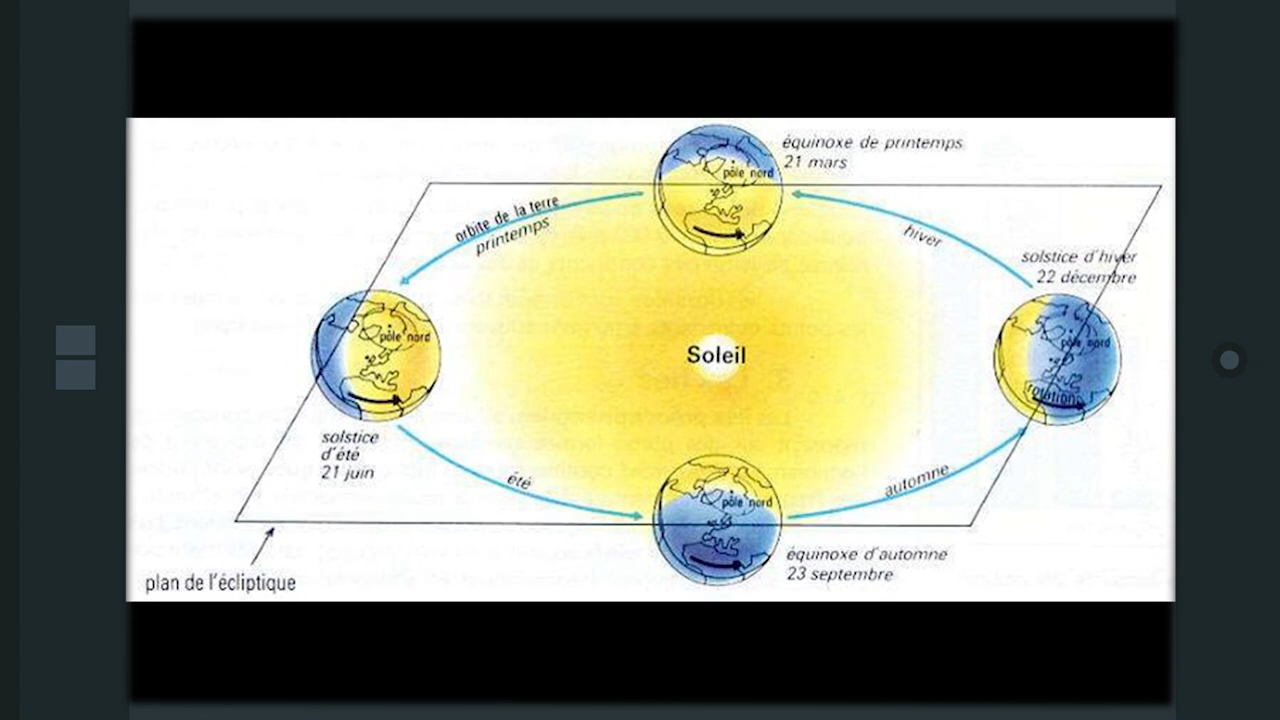 équinoxe de printemps
21 mars
pôle nord
orbite de la terre
printemps
hiver
solstice d'hiver
22 décembre
pôle nord
pôle nord
Soleil
rotation
solstice
d'été
21 juin
été
automne
pôle nord
équinoxe d'automne
23 septembre
plan de l'écliptique